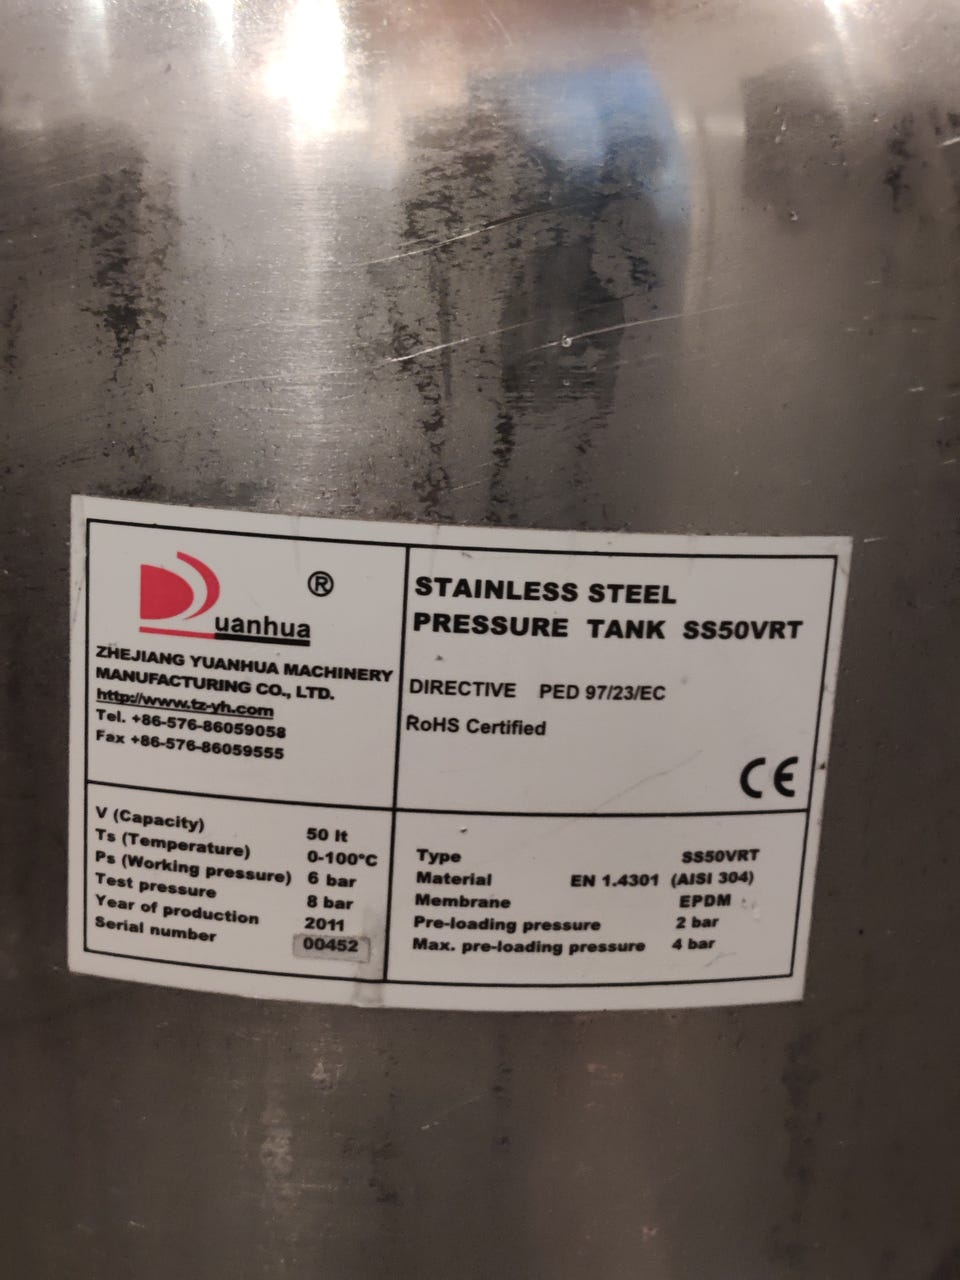 Duanhua ®
ZHEJIANG YUANHUA MACHINERY
MANUFACTURING CO., LTD.
http://www.tz-yh.com
Tel. +86-576-86059058
Fax +86-576-86059555
STAINLESS STEEL
PRESSURE TANK SS50VRT
DIRECTIVE PED 97/23/EC
RoHS Certified
CE
V (Capacity) 50 lt
Ts (Temperature) 0-100°C
Ps (Working pressure) 6 bar
Test pressure 8 bar
Year of production 2011
Serial number 00452
Type SS50VRT
Material EN 1.4301 (AISI 304)
Membrane EPDM
Pre-loading pressure 2 bar
Max. pre-loading pressure 4 bar